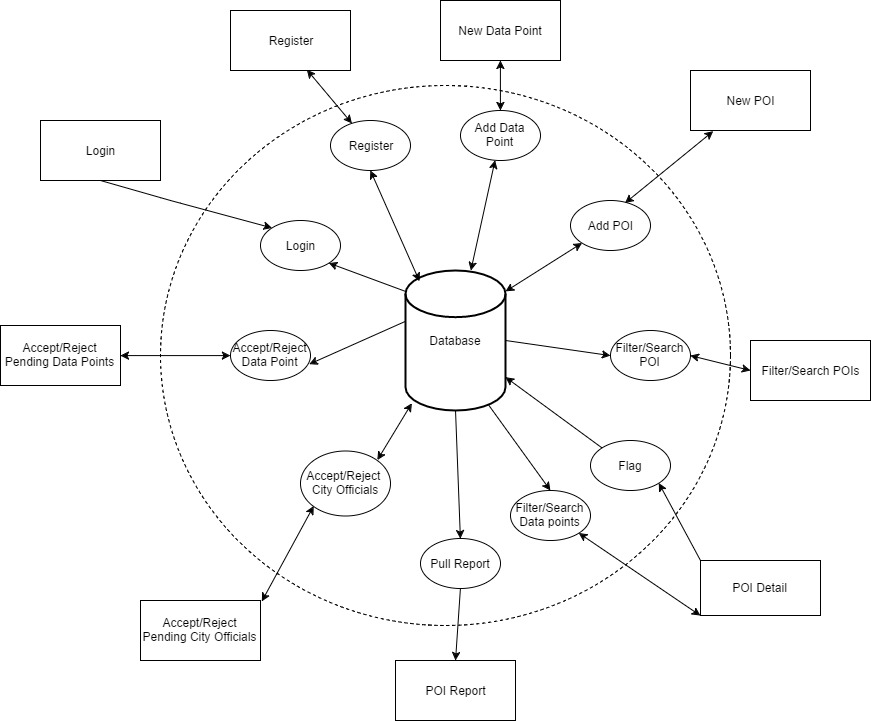 New Data Point
Register
New POI
Add Data
Point
Register
Login
Add POI
Login
Database
Accept/Reject
Pending Data Points
Accept/Reject
Data Point
Filter/Search
POI
Filter/Search POIs
Flag
Accept/Reject
City Officials
Filter/Search
Data points
Pull Report
POI Detail
Accept/Reject
Pending City Officials
POI Report